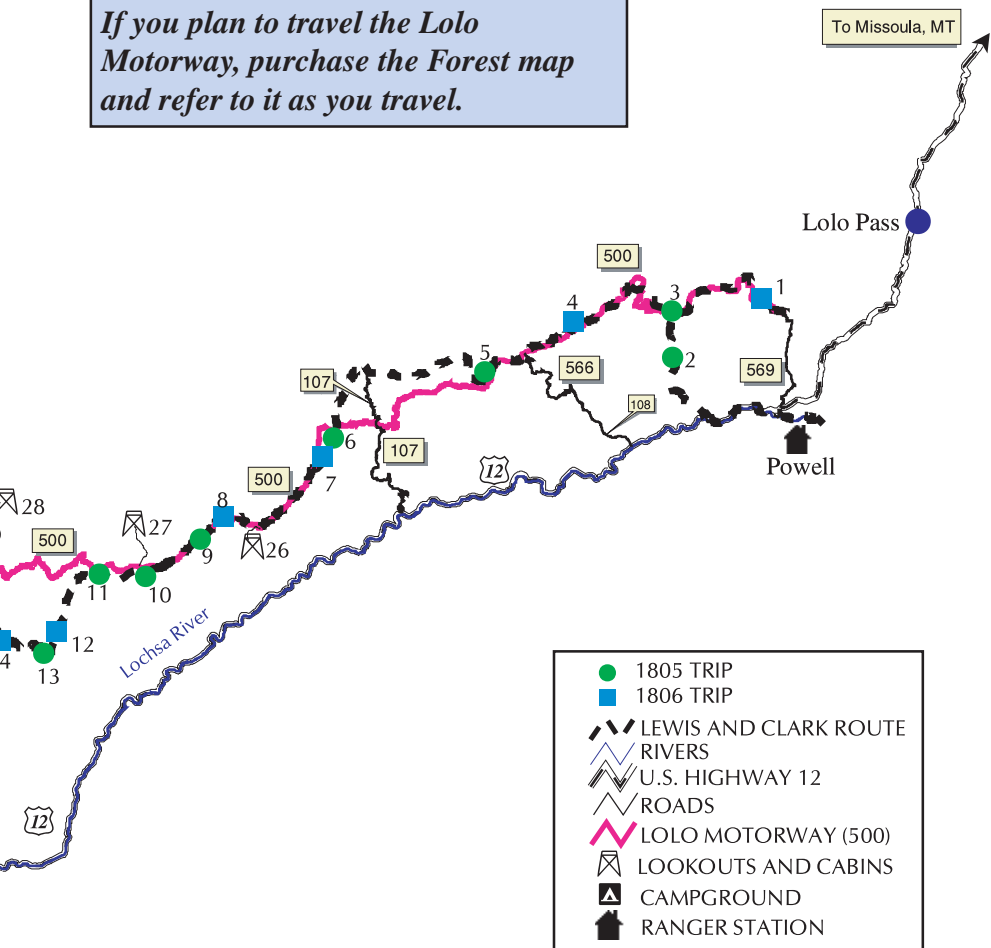 If you plan to travel the Lolo
Motorway, purchase the Forest map
and refer to it as you travel.
To Missoula, MT
Lolo Pass
500
1
3
4
2
5
566
569
107
108
6
107
12
Powell
7
500
8
28
27
500
26
9
11
10
12
4
13
Lochsa River
12
1805 TRIP
1806 TRIP
LEWIS AND CLARK ROUTE
RIVERS
U.S. HIGHWAY 12
ROADS
LOLO MOTORWAY (500)
LOOKOUTS AND CABINS
CAMPGROUND
RANGER STATION